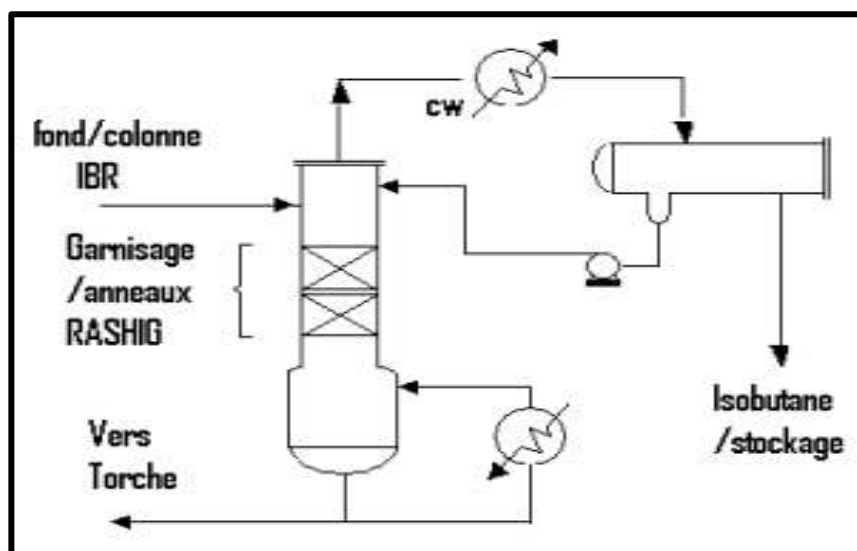 cw
fond/colonne
IBR
Garnisage
/anneaux
RASHIG
Isobutane
/stockage
Vers
Torche